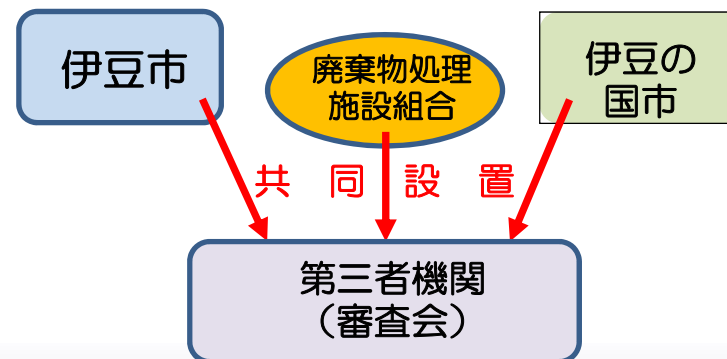 伊豆市
廃棄物処理
施設組合
伊豆の
国市
共同設置
第三者機関
（審査会）